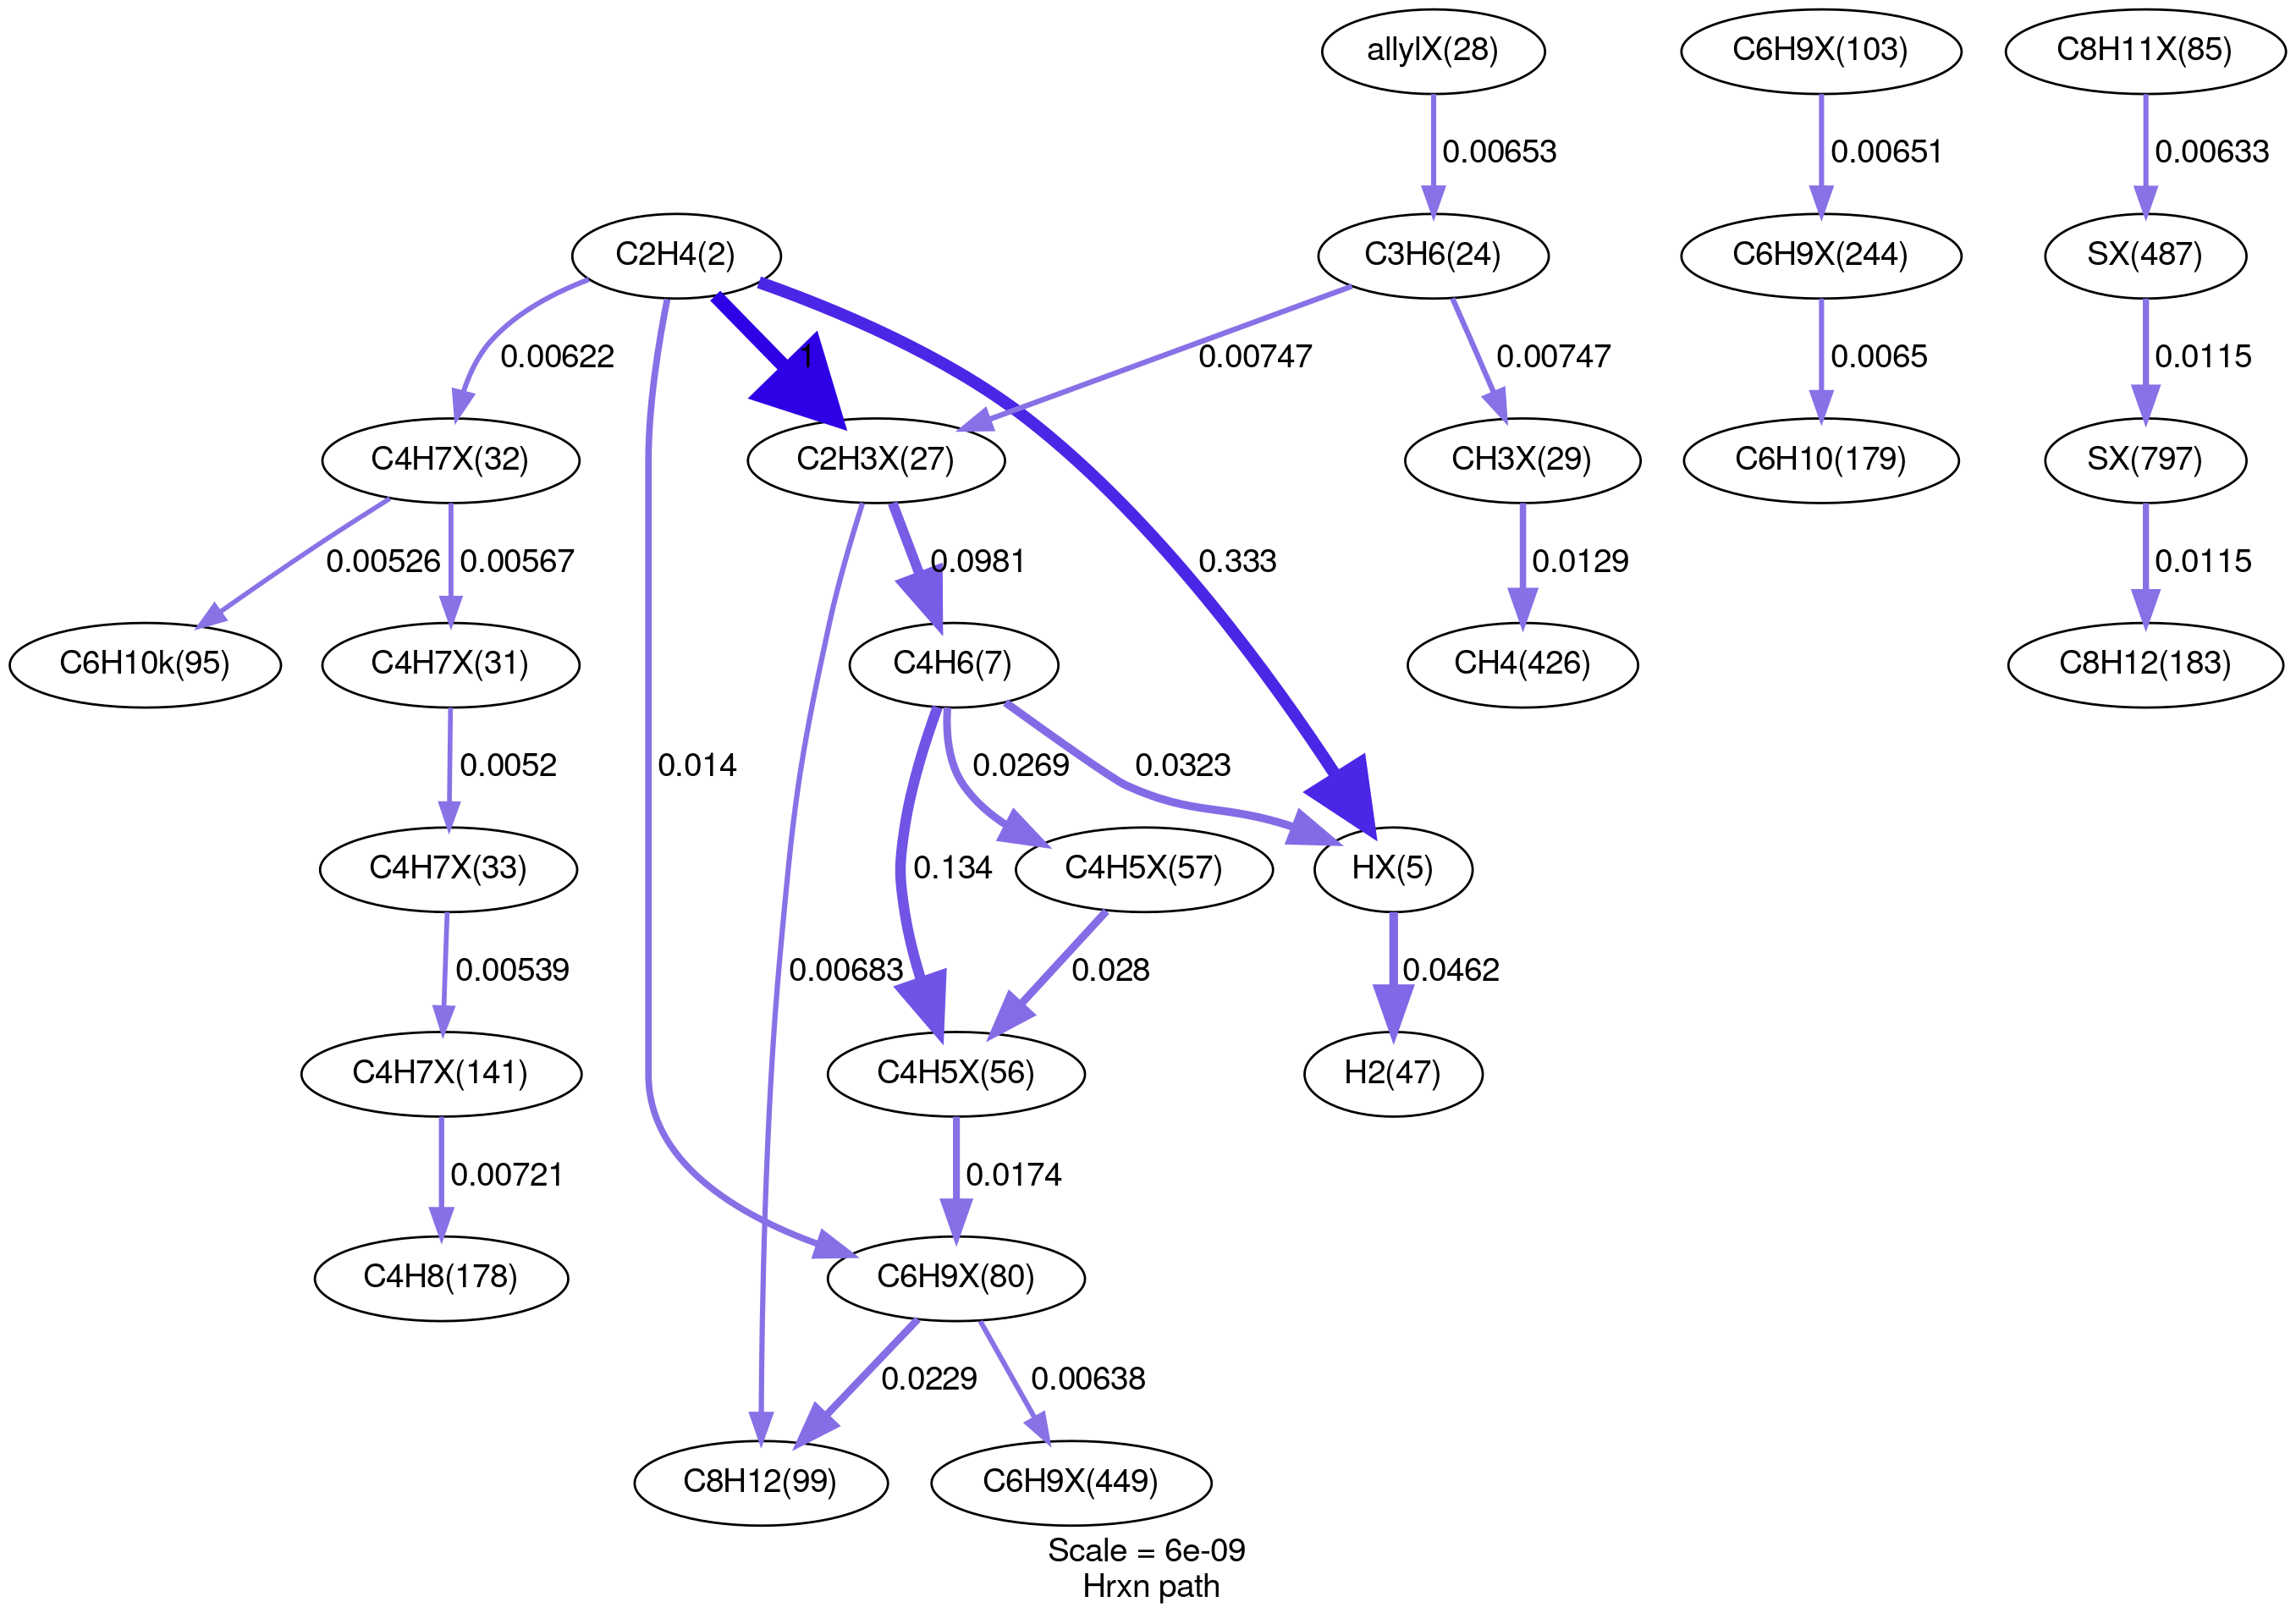 allylX(28)
C6H9X(103)
C8H11X(85)
0.00653
0.00651
0.00633
C2H4(2)
C3H6(24)
C6H9X(244)
SX(487)
0.00622
1
0.00747
0.00747
0.0065
0.0115
C4H7X(32)
C2H3X(27)
CH3X(29)
C6H10(179)
SX(797)
0.00526
0.00567
0.0981
0.333
0.0129
0.0115
C6H10k(95)
C4H7X(31)
C4H6(7)
CH4(426)
C8H12(183)
0.0052
0.014
0.0269
0.0323
C4H7X(33)
0.134
C4H5X(57)
HX(5)
0.00539
0.00683
0.028
0.0462
C4H7X(141)
C4H5X(56)
H2(47)
0.00721
0.0174
C4H8(178)
C6H9X(80)
0.0229
0.00638
C8H12(99)
C6H9X(449)
Scale = 6e-09
Hrxn path